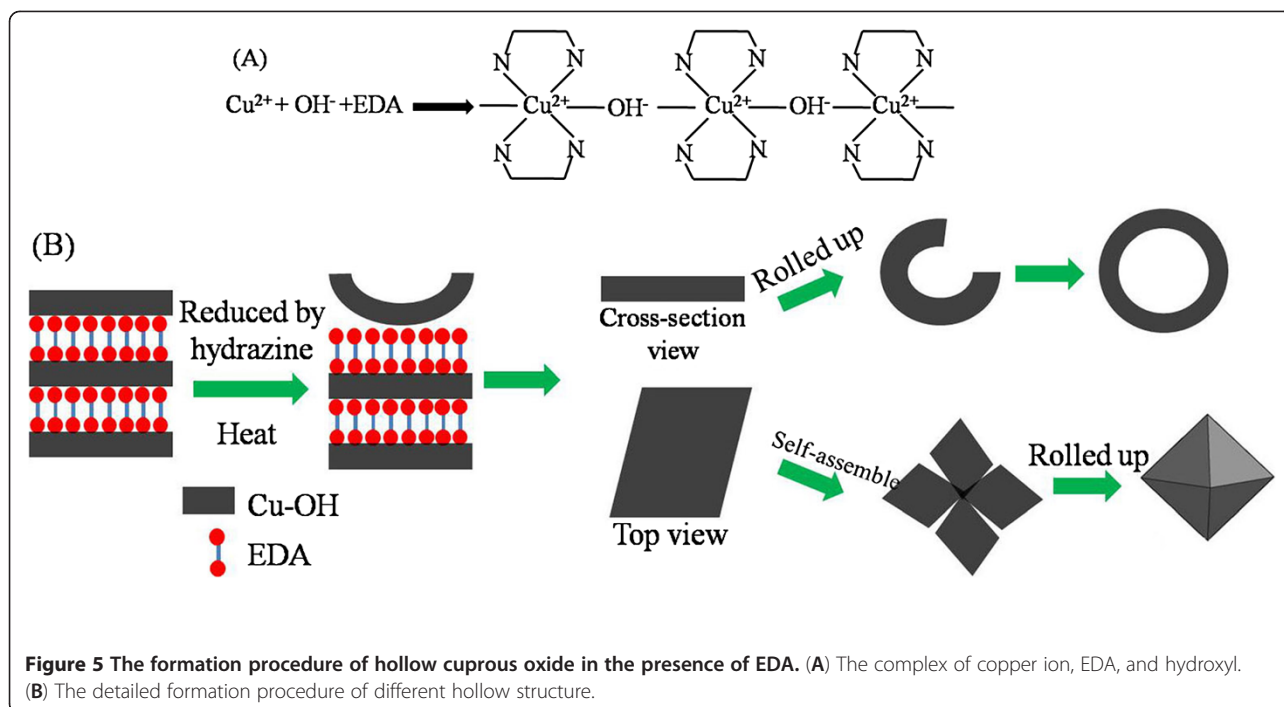 (A)
Cu²⁺ + OH⁻ +EDA
N N N N N N
Cu²⁺ OH⁻ Cu²⁺ OH⁻ Cu²⁺
N N N N N N
(B)
Reduced by
hydrazine
Heat
Cu-OH
EDA
Cross-section
view
Rolled up
Top view
Self-assemble
Rolled up
Figure 5 The formation procedure of hollow cuprous oxide in the presence of EDA. (A) The complex of copper ion, EDA, and hydroxyl.
(B) The detailed formation procedure of different hollow structure.